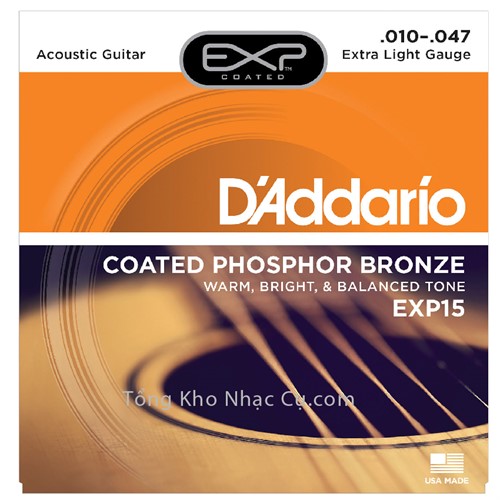 Acoustic Guitar
EXP™
COATED
.010–.047
Extra Light Gauge
D'Addario
COATED PHOSPHOR BRONZE
WARM, BRIGHT, & BALANCED TONE
EXP15
Tổng Kho Nhạc Cụ.com
USA MADE